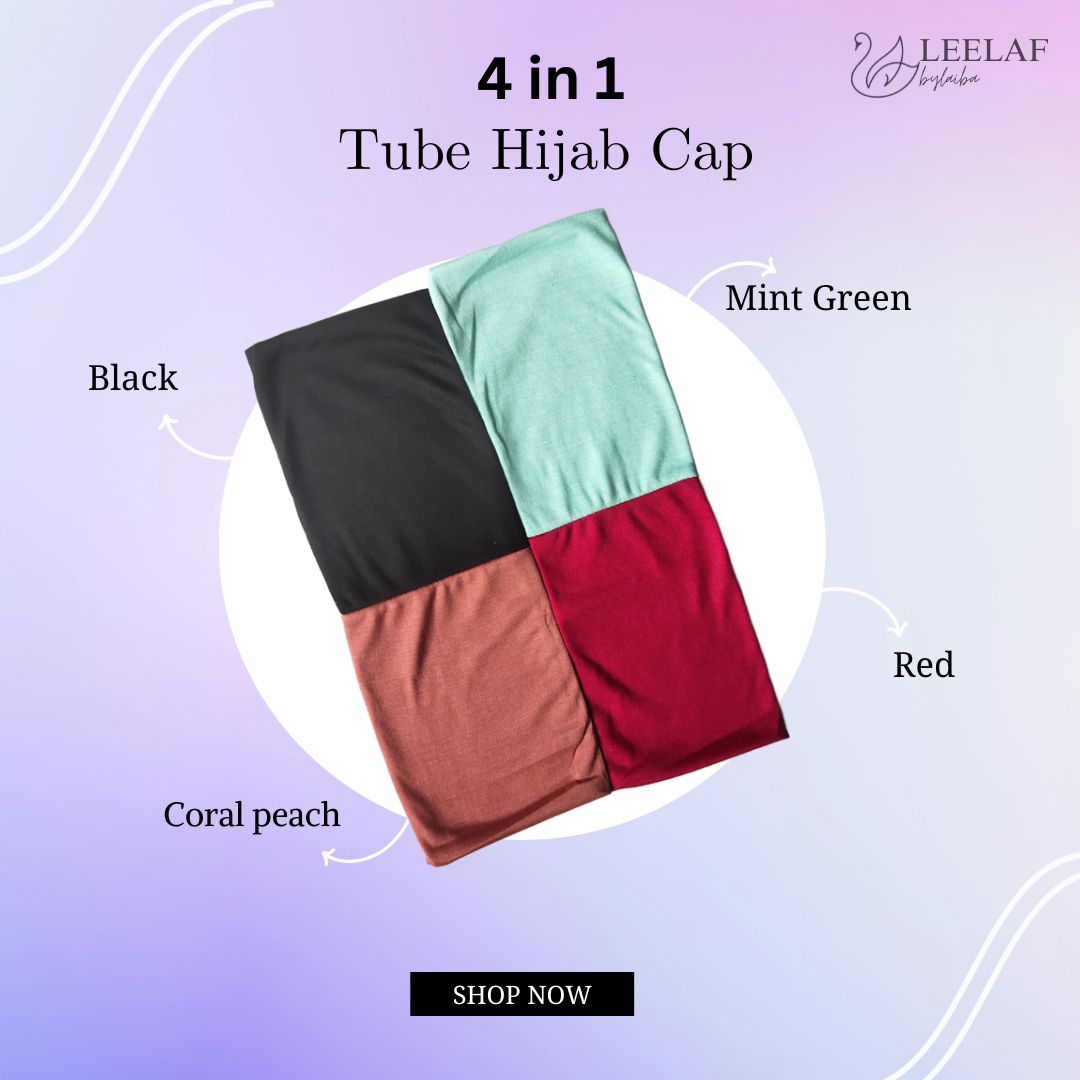 LEELAF
bylaiba
4 in 1
Tube Hijab Cap
Mint Green
Black
Red
Coral peach
SHOP NOW